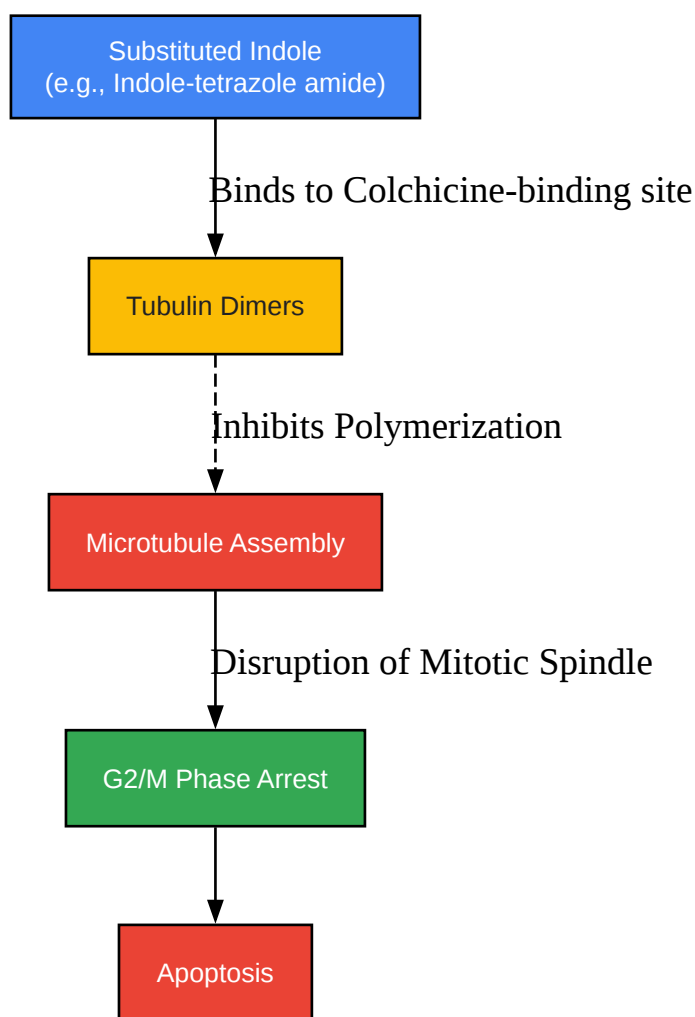 Substituted Indole
(e.g., Indole-tetrazole amide)
Binds to Colchicine-binding site
Tubulin Dimers
Inhibits Polymerization
Microtubule Assembly
Disruption of Mitotic Spindle
G2/M Phase Arrest
Apoptosis